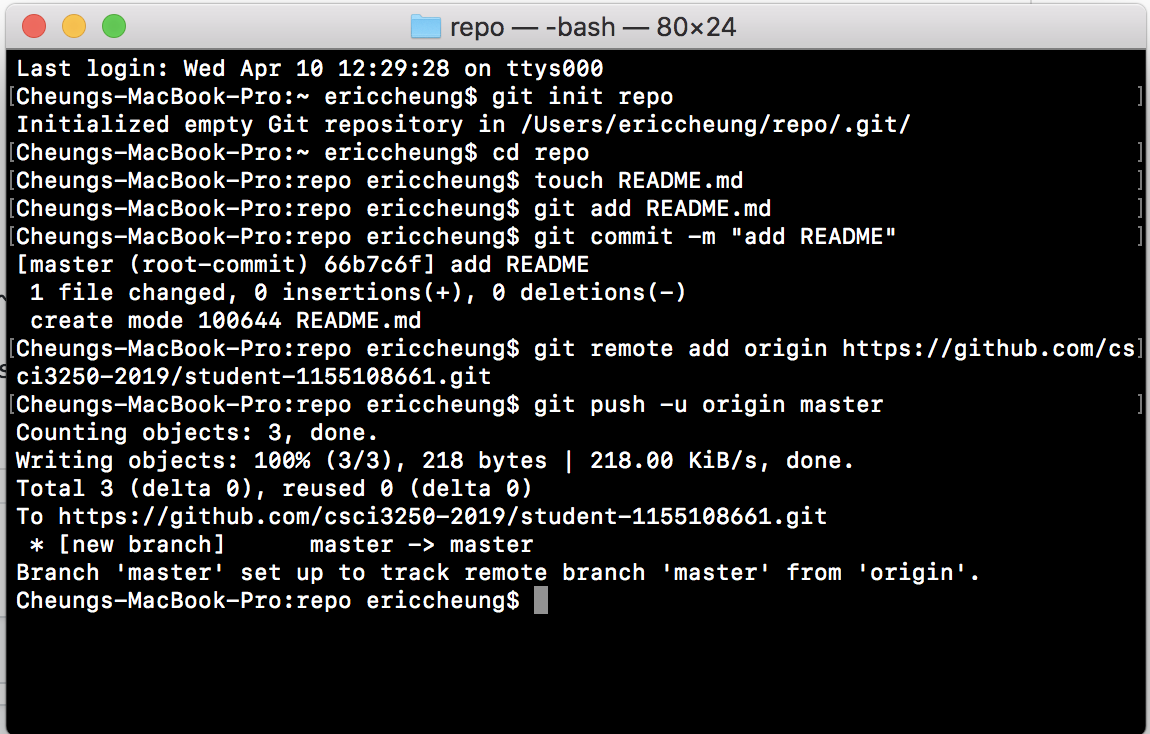 repo — -bash — 80×24
Last login: Wed Apr 10 12:29:28 on ttys000
[Cheungs-MacBook-Pro:~ ericcheung$ git init repo ]
Initialized empty Git repository in /Users/ericcheung/repo/.git/
[Cheungs-MacBook-Pro:~ ericcheung$ cd repo ]
[Cheungs-MacBook-Pro:repo ericcheung$ touch README.md ]
[Cheungs-MacBook-Pro:repo ericcheung$ git add README.md ]
[Cheungs-MacBook-Pro:repo ericcheung$ git commit -m "add README" ]
[master (root-commit) 66b7c6f] add README
 1 file changed, 0 insertions(+), 0 deletions(-)
 create mode 100644 README.md
[Cheungs-MacBook-Pro:repo ericcheung$ git remote add origin https://github.com/cs]
ci3250-2019/student-1155108661.git
[Cheungs-MacBook-Pro:repo ericcheung$ git push -u origin master ]
Counting objects: 3, done.
Writing objects: 100% (3/3), 218 bytes | 218.00 KiB/s, done.
Total 3 (delta 0), reused 0 (delta 0)
To https://github.com/csci3250-2019/student-1155108661.git
 * [new branch]      master -> master
Branch 'master' set up to track remote branch 'master' from 'origin'.
Cheungs-MacBook-Pro:repo ericcheung$